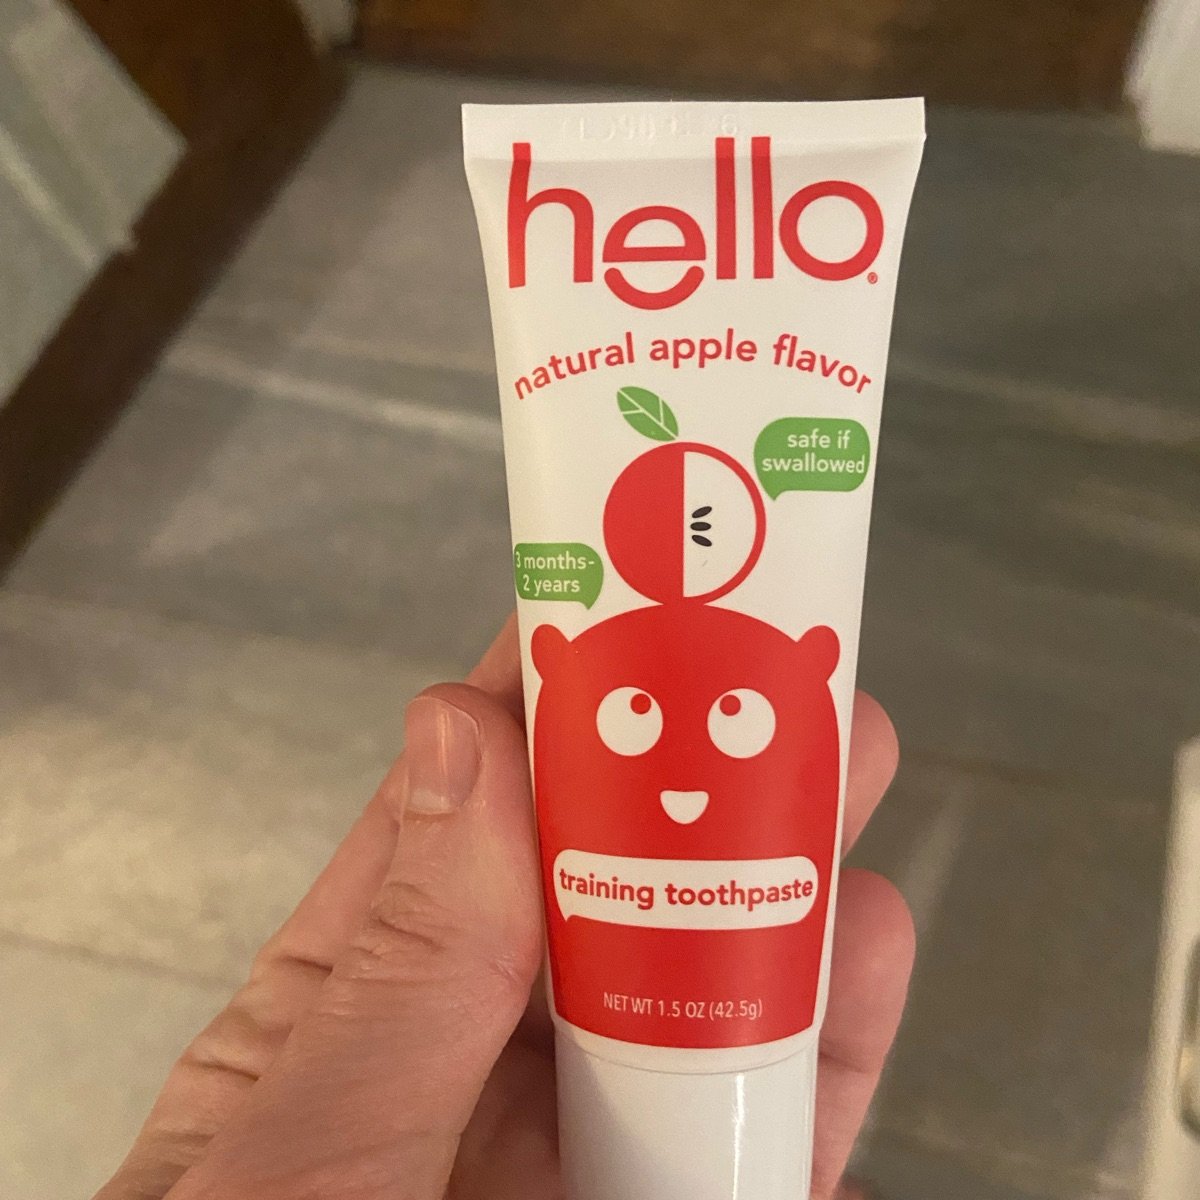 hello®
natural apple flavor
safe if
swallowed
3 months-
2 years
training toothpaste
NET WT 1.5 OZ (42.5g)